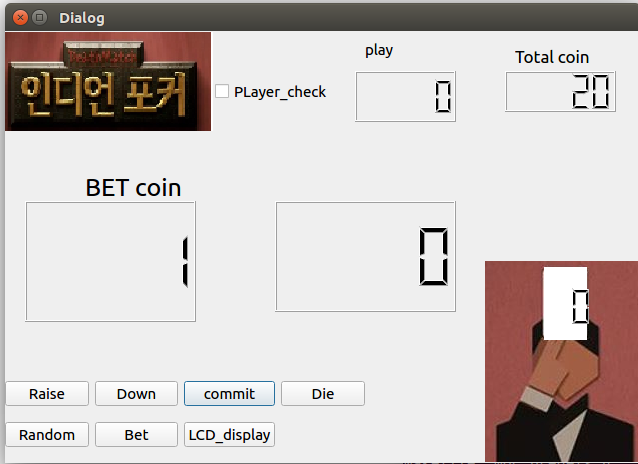 Dialog
인디언 포커
PLayer_check
play
0
Total coin
20
BET coin
1
0
0
Raise
Down
commit
Die
Random
Bet
LCD_display